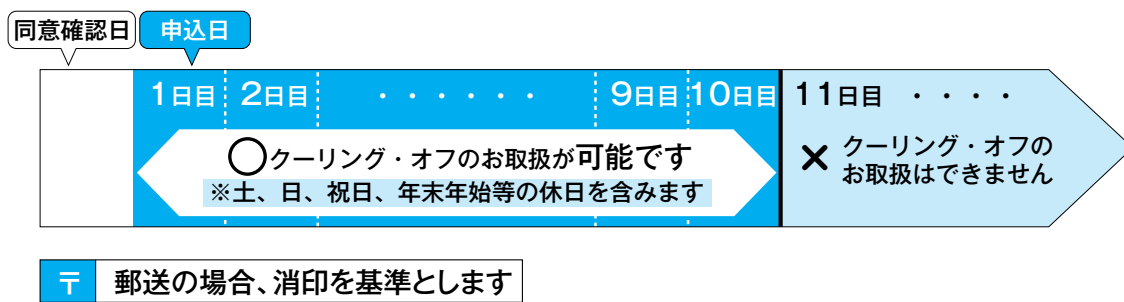 同意確認日 申込日
1日目 2日目 ・・・・・・ 9日目 10日目 11日目 ・・・・
○クーリング・オフのお取扱が可能です
※土、日、祝日、年末年始等の休日を含みます
× クーリング・オフの
お取扱はできません
〒 郵送の場合、消印を基準とします